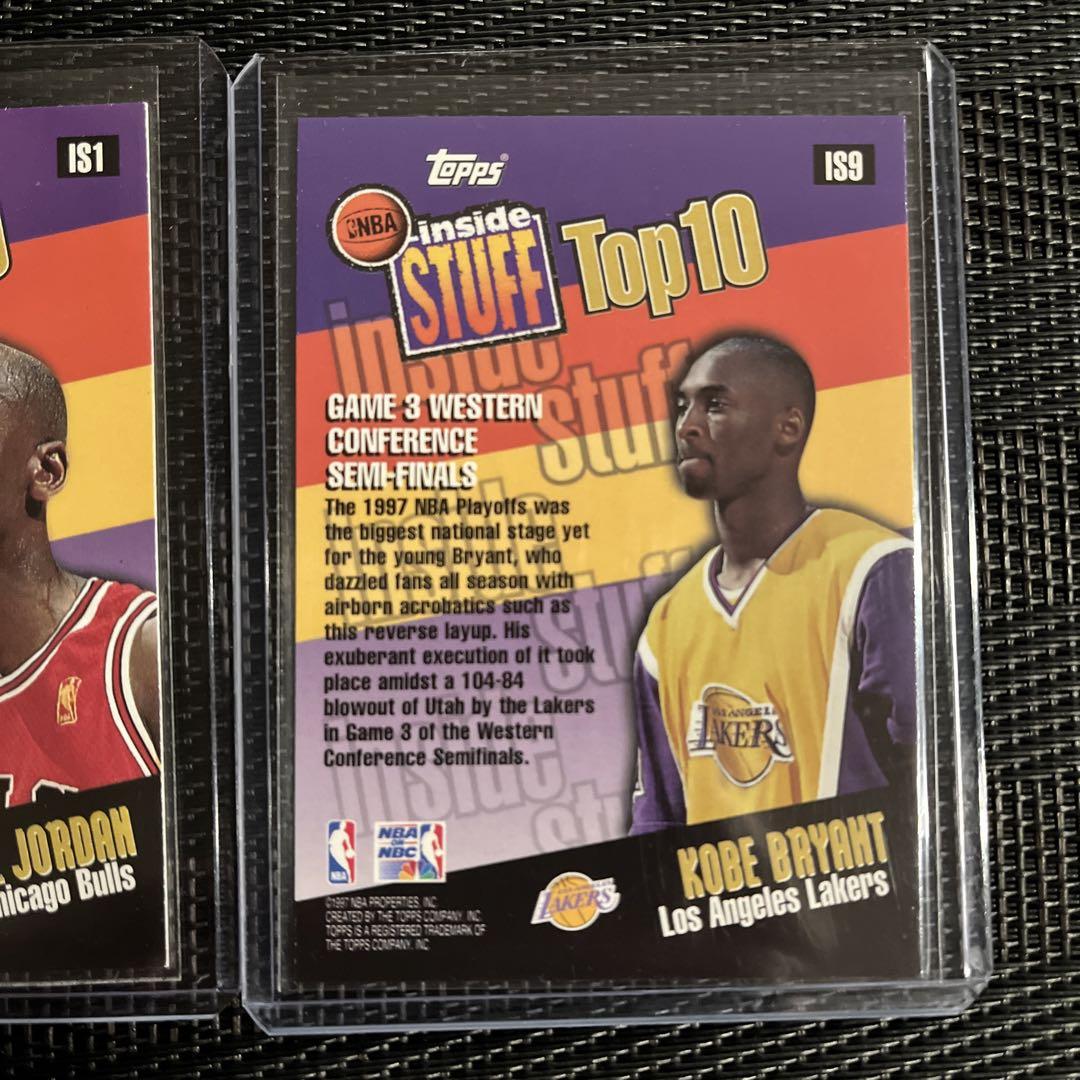 IS1
JORDAN
Chicago Bulls
TOPPS®
IS9
NBA
inside
STUFF
Top10
inside
stuff
GAME 3 WESTERN
CONFERENCE
SEMI-FINALS
The 1997 NBA Playoffs was
the biggest national stage yet
for the young Bryant, who
dazzled fans all season with
airborn acrobatics such as
this reverse layup. His
exuberant execution of it took
place amidst a 104-84
blowout of Utah by the Lakers
in Game 3 of the Western
Conference Semifinals.
inside
stuff
LOS ANGELES
LAKERS
NBA
NBA
ON
NBC
LAKERS
KOBE BRYANT
Los Angeles Lakers
©1997 NBA PROPERTIES, INC.
CREATED BY THE TOPPS COMPANY, INC.
TOPPS IS A REGISTERED TRADEMARK OF
THE TOPPS COMPANY, INC